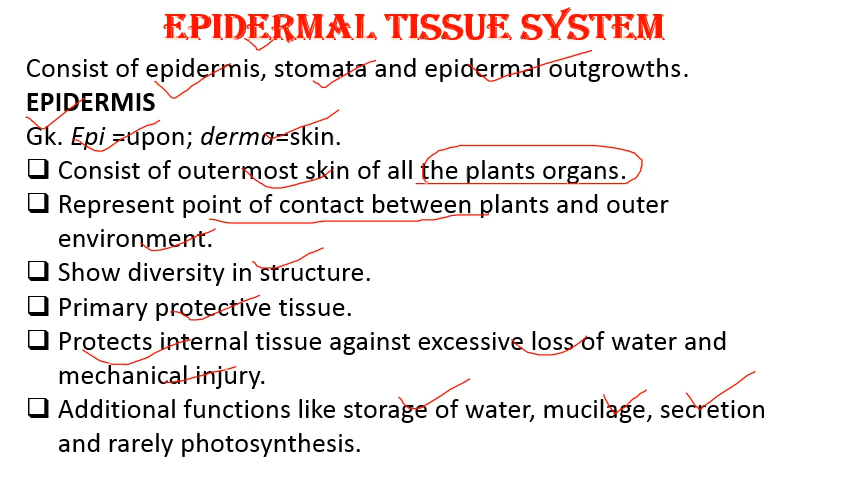 EPIDERMAL TISSUE SYSTEM
Consist of epidermis, stomata and epidermal outgrowths.
EPIDERMIS
Gk. Epi =upon; derma=skin.
❑ Consist of outermost skin of all the plants organs.
❑ Represent point of contact between plants and outer
environment.
❑ Show diversity in structure.
❑ Primary protective tissue.
❑ Protects internal tissue against excessive loss of water and
mechanical injury.
❑ Additional functions like storage of water, mucilage, secretion
and rarely photosynthesis.